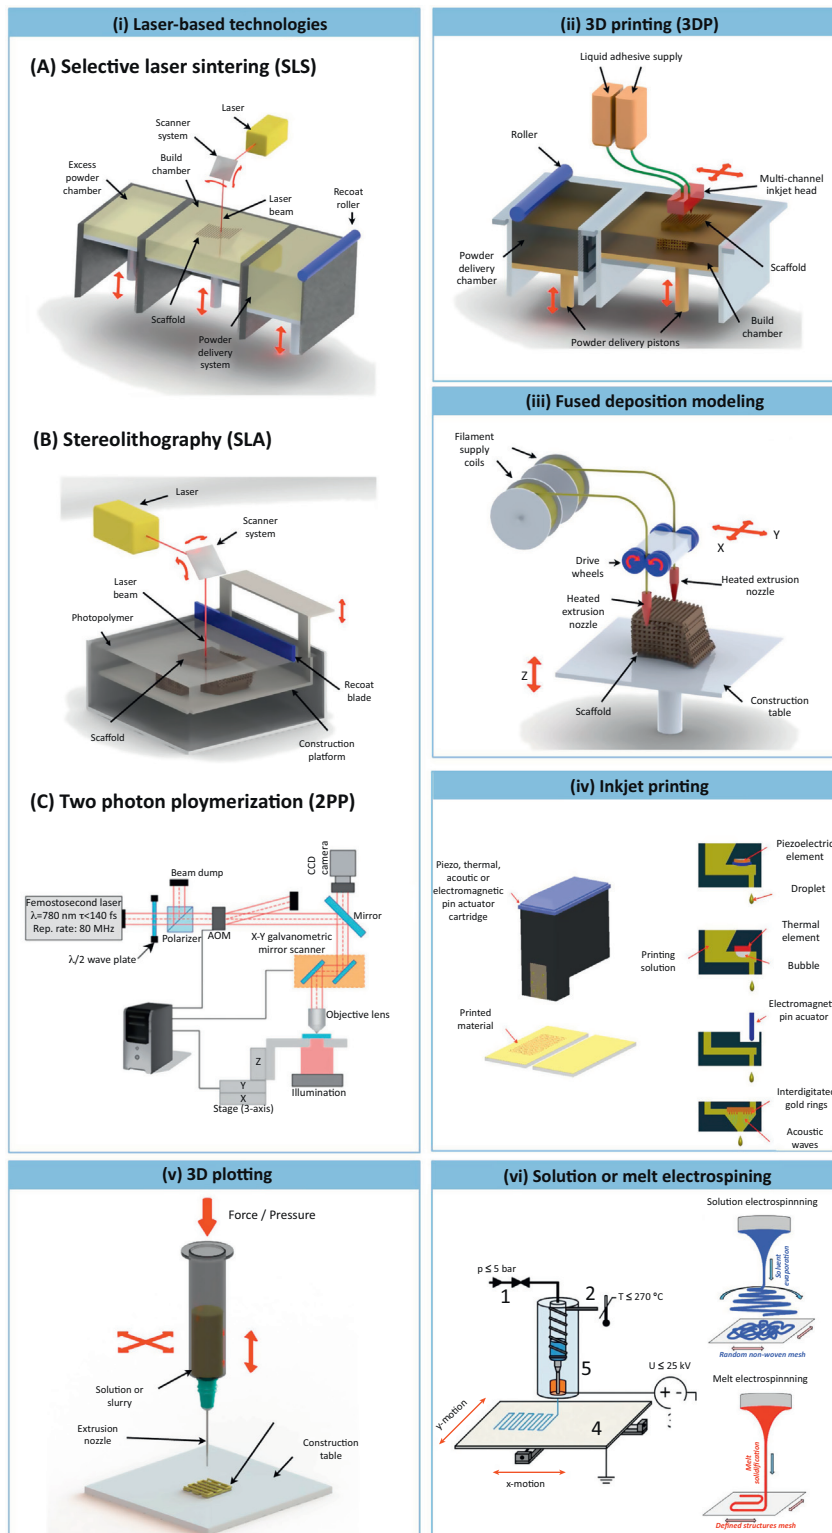 (i) Laser-based technologies
(A) Selective laser sintering (SLS)
Laser
Scanner
system
Build
chamber
Excess
powder
chamber
Laser
beam
Recoat
roller
Scaffold
Powder
delivery
system
(B) Stereolithography (SLA)
Laser
Scanner
system
Laser
beam
Photopolymer
Recoat
blade
Scaffold
Construction
platform
(C) Two photon ploymerization (2PP)
CCD
camera
Beam dump
Femostosecond laser
λ=780 nm τ<140 fs
Rep. rate: 80 MHz
Polarizer
AOM
Mirror
X-Y galvanometric
mirror scanner
λ/2 wave plate
Objective lens
Z
Y
X
Stage (3-axis)
Illumination
(ii) 3D printing (3DP)
Liquid adhesive supply
Roller
Multi-channel
inkjet head
Powder
delivery
chamber
Scaffold
Build
chamber
Powder delivery pistons
(iii) Fused deposition modeling
Filament
supply
coils
X
Y
Drive
wheels
Heated extrusion
nozzle
Heated
extrusion
nozzle
Z
Scaffold
Construction
table
(iv) Inkjet printing
Piezo, thermal,
acoutic or
electromagnetic
pin actuator
cartridge
Piezoelectric
element
Droplet
Thermal
element
Printing
solution
Bubble
Electromagnetic
pin acuator
Printed
material
Interdigitated
gold rings
Acoustic
waves
(v) 3D plotting
Force / Pressure
Solution or
slurry
Extrusion
nozzle
Construction
table
(vi) Solution or melt electrospining
Solution electrospinnning
p ≤ 5 bar
1
2
T ≤ 270 °C
Solvent
evaporation
5
U ≤ 25 kV
Random non-woven mesh
Melt electrospinnning
y-motion
4
x-motion
Melt
solidification
Defined structures mesh